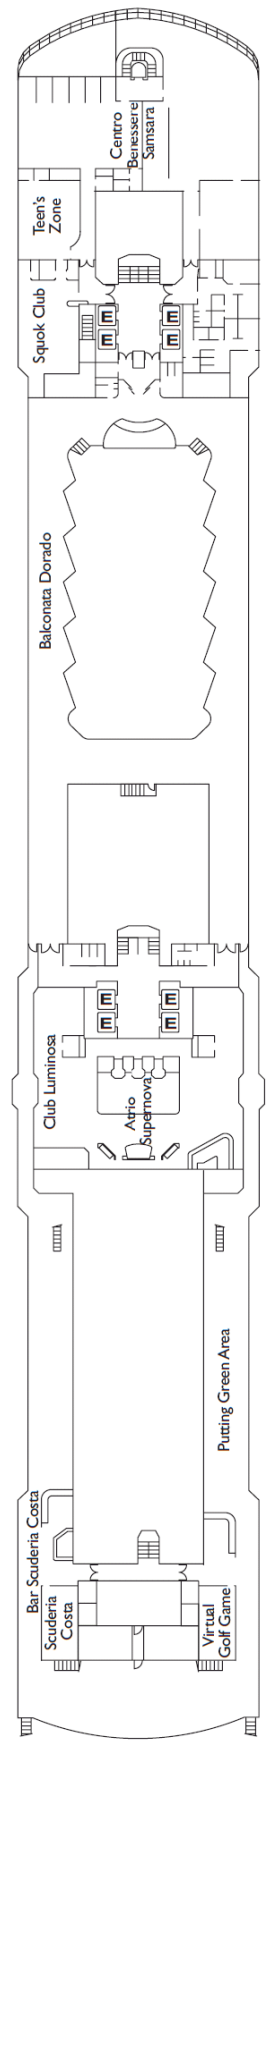 Centro
Benessere
Samsara
Teen's
Zone
Squok Club
E
E
E
E
Balconata Dorado
E
E
E
E
Club Luminosa
Atrio
Supernova
Putting Green Area
Bar Scuderia Costa
Scuderia
Costa
Virtual
Golf Game